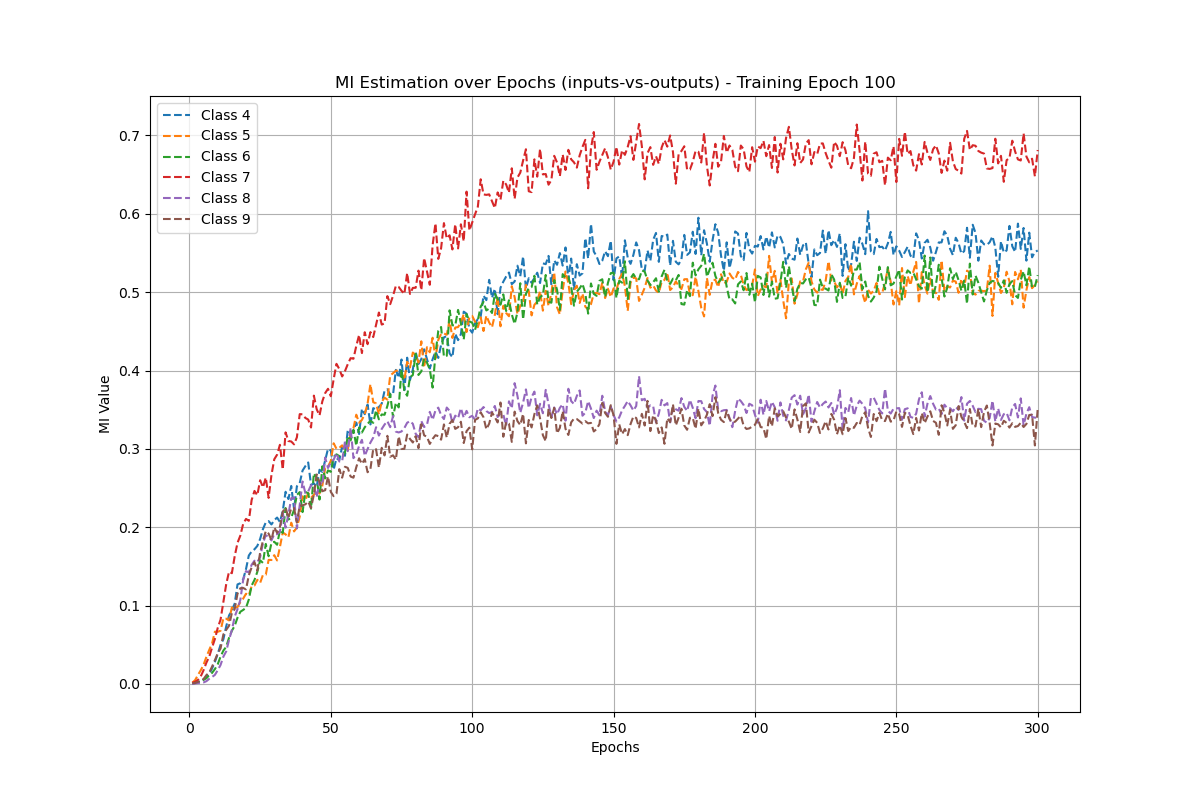 MI Estimation over Epochs (inputs-vs-outputs) - Training Epoch 100
Class 4
Class 5
Class 6
Class 7
Class 8
Class 9
MI Value
0.7
0.6
0.5
0.4
0.3
0.2
0.1
0.0
0 50 100 150 200 250 300
Epochs